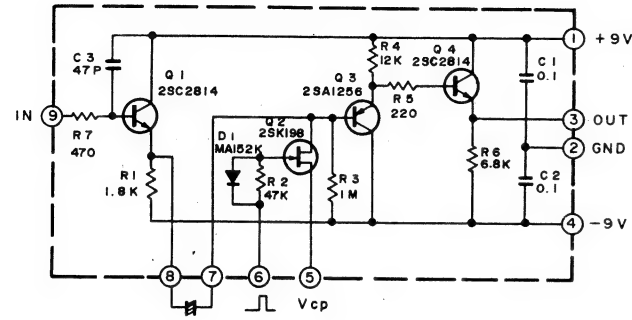 C3
47P
Q1
2SC2814
IN
9
R7
470
R1
1.8K
D1
MA152K
Q2
2SK198
R2
47K
R3
1M
Q3
2SA1256
R4
12K
R5
220
Q4
2SC2814
R6
6.8K
C1
0.1
C2
0.1
1
+9V
3
OUT
2
GND
4
-9V
8
7
6
5
Vcp